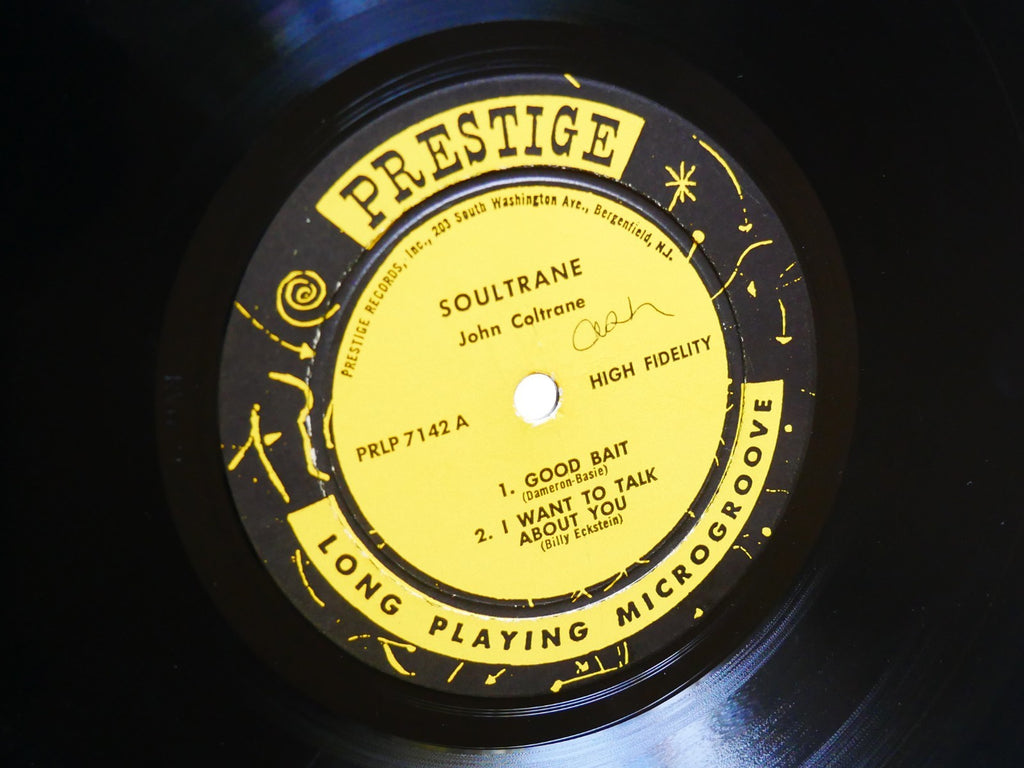 PRESTIGE
PRESTIGE RECORDS, Inc., 203 South Washington Ave., Bergenfield, N.J.
SOULTRANE
John Coltrane
HIGH FIDELITY
PRLP 7142 A
1. GOOD BAIT
(Dameron-Basie)
2. I WANT TO TALK
ABOUT YOU
(Billy Eckstein)
LONG PLAYING MICROGROOVE